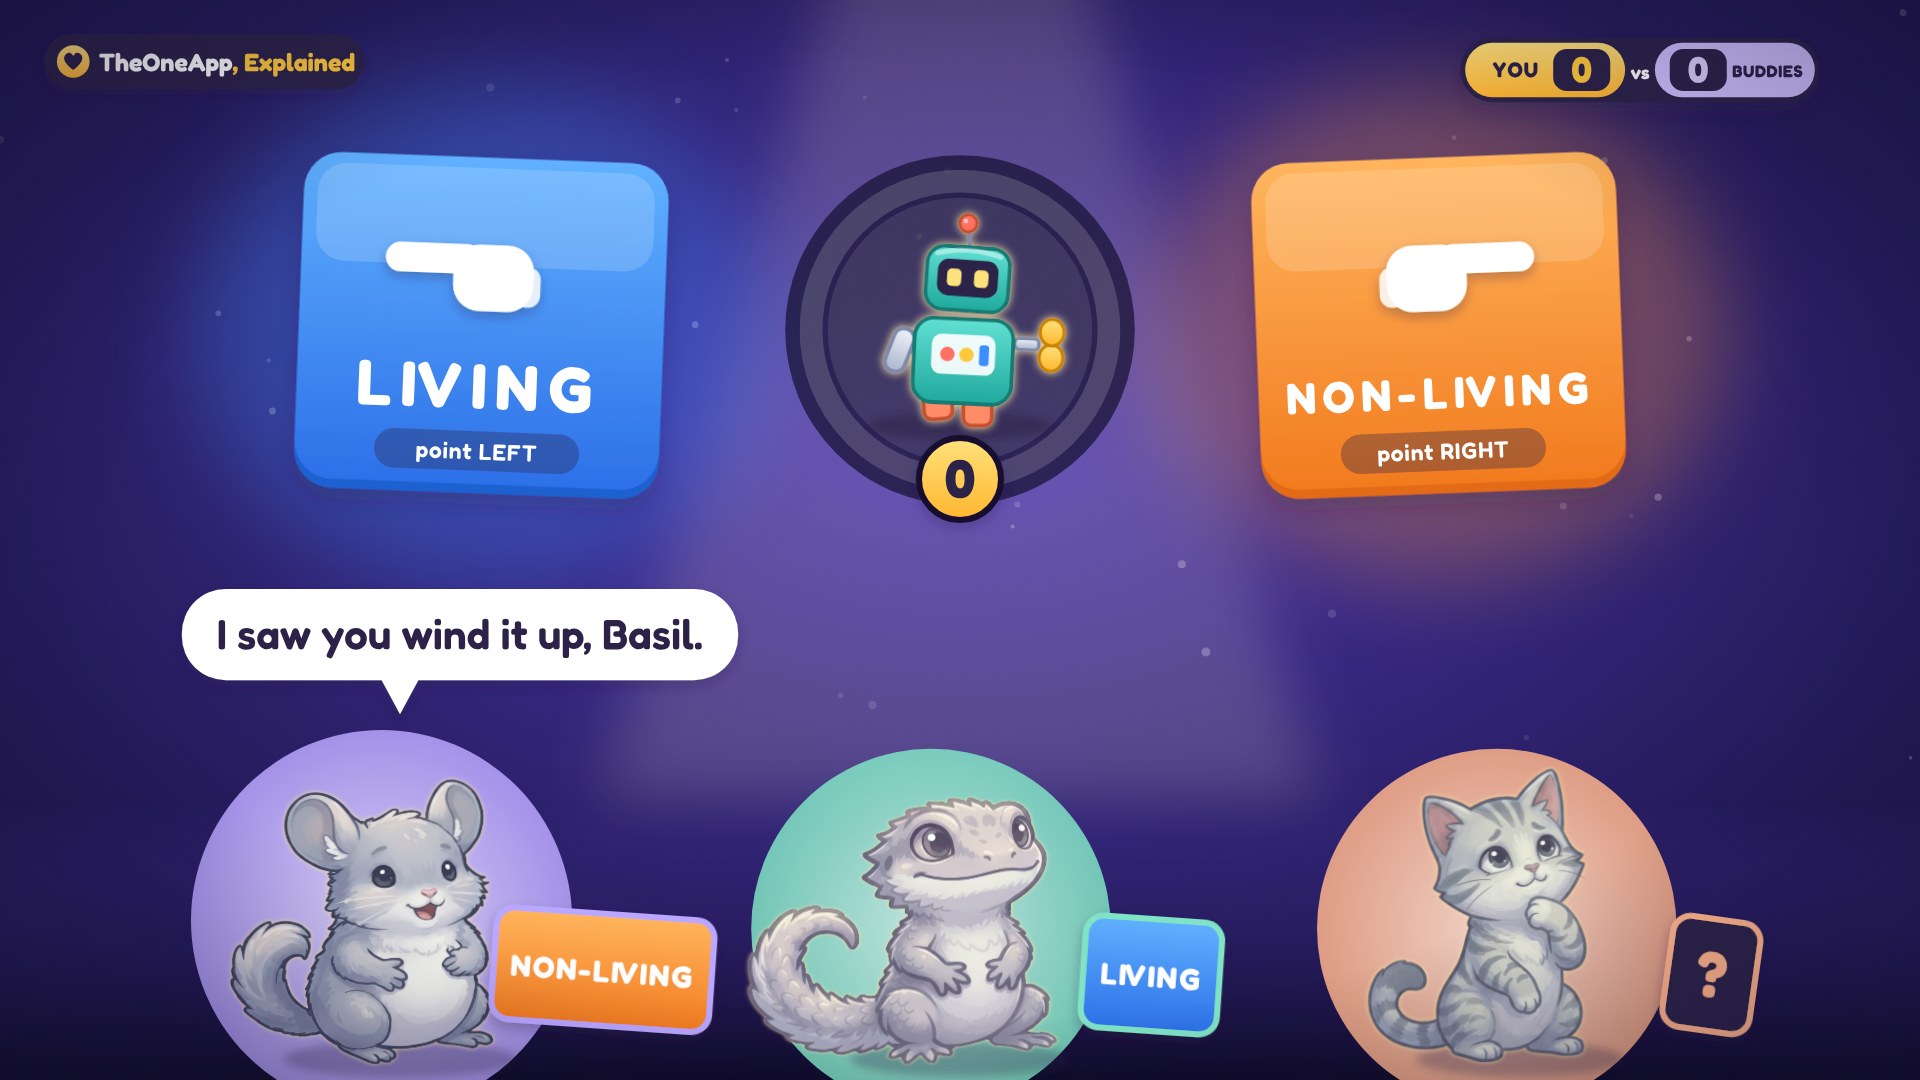 TheOneApp, Explained
YOU 0 vs 0 BUDDIES
LIVING
point LEFT
NON-LIVING
point RIGHT
0
I saw you wind it up, Basil.
NON-LIVING
LIVING
?